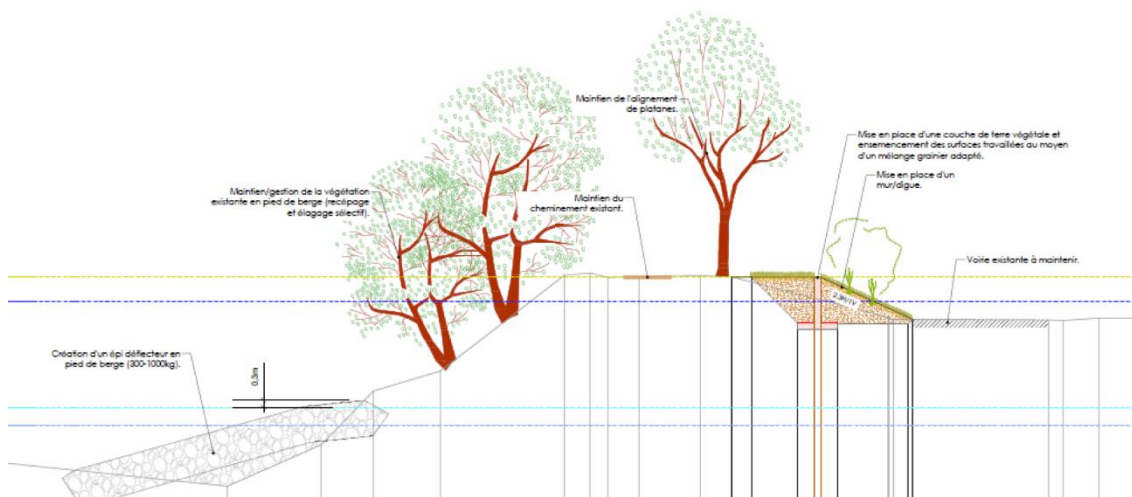 Maintien de l'alignement
de platanes.
Mise en place d'une couche de terre végétale et
ensemencement des surfaces travaillées au moyen
d'un mélange grainier adapté.
Mise en place d'un
mur/digue.
Maintien/gestion de la végétation
existante en pied de berge (recépage
et élagage sélectif).
Maintien du
cheminement existant.
Voirie existante à maintenir.
Création d'un épi déflecteur en
pied de berge (300-1000kg).
0.3m